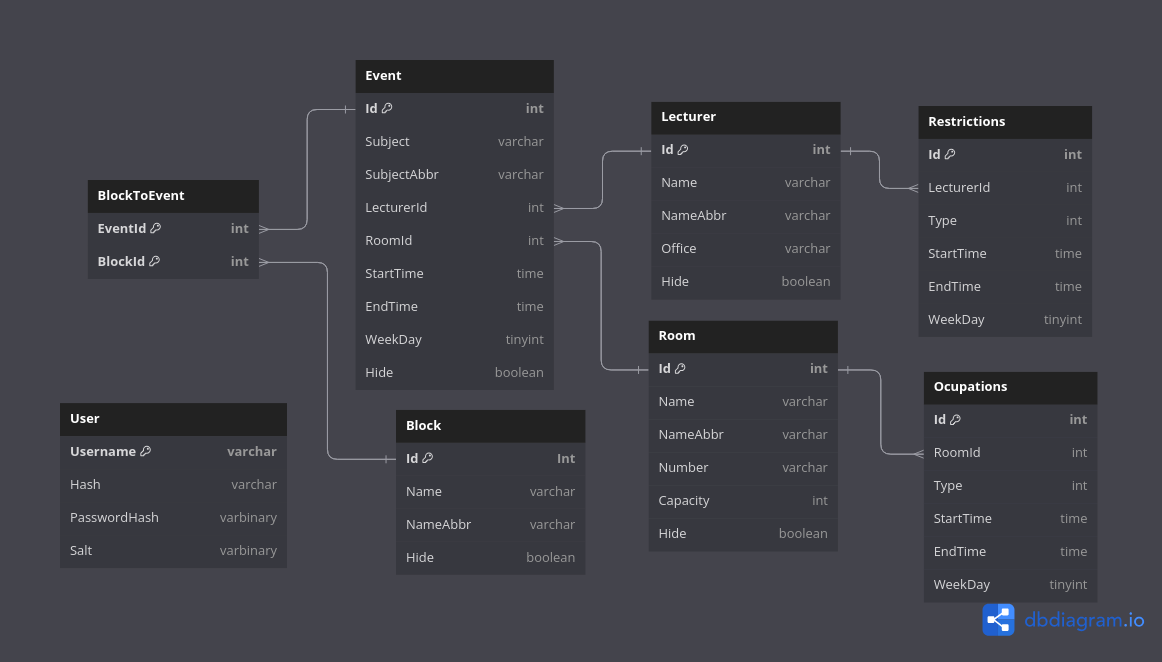 BlockToEvent
EventId int
BlockId int
User
Username varchar
Hash varchar
PasswordHash varbinary
Salt varbinary
Event
Id int
Subject varchar
SubjectAbbr varchar
LecturerId int
RoomId int
StartTime time
EndTime time
WeekDay tinyint
Hide boolean
Block
Id Int
Name varchar
NameAbbr varchar
Hide boolean
Lecturer
Id int
Name varchar
NameAbbr varchar
Office varchar
Hide boolean
Room
Id int
Name varchar
NameAbbr varchar
Number varchar
Capacity int
Hide boolean
Restrictions
Id int
LecturerId int
Type int
StartTime time
EndTime time
WeekDay tinyint
Ocupations
Id int
RoomId int
Type int
StartTime time
EndTime time
WeekDay tinyint
dbdiagram.io